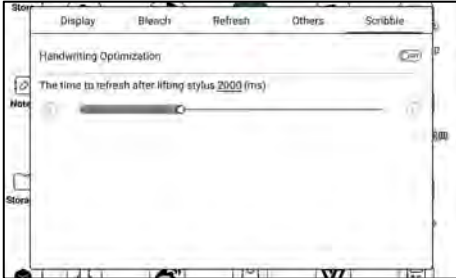 Display Bleach Refresh Others Scribble
Handwriting Optimization
The time to refresh after lifting stylus 2000 (ms)
Note
Stora